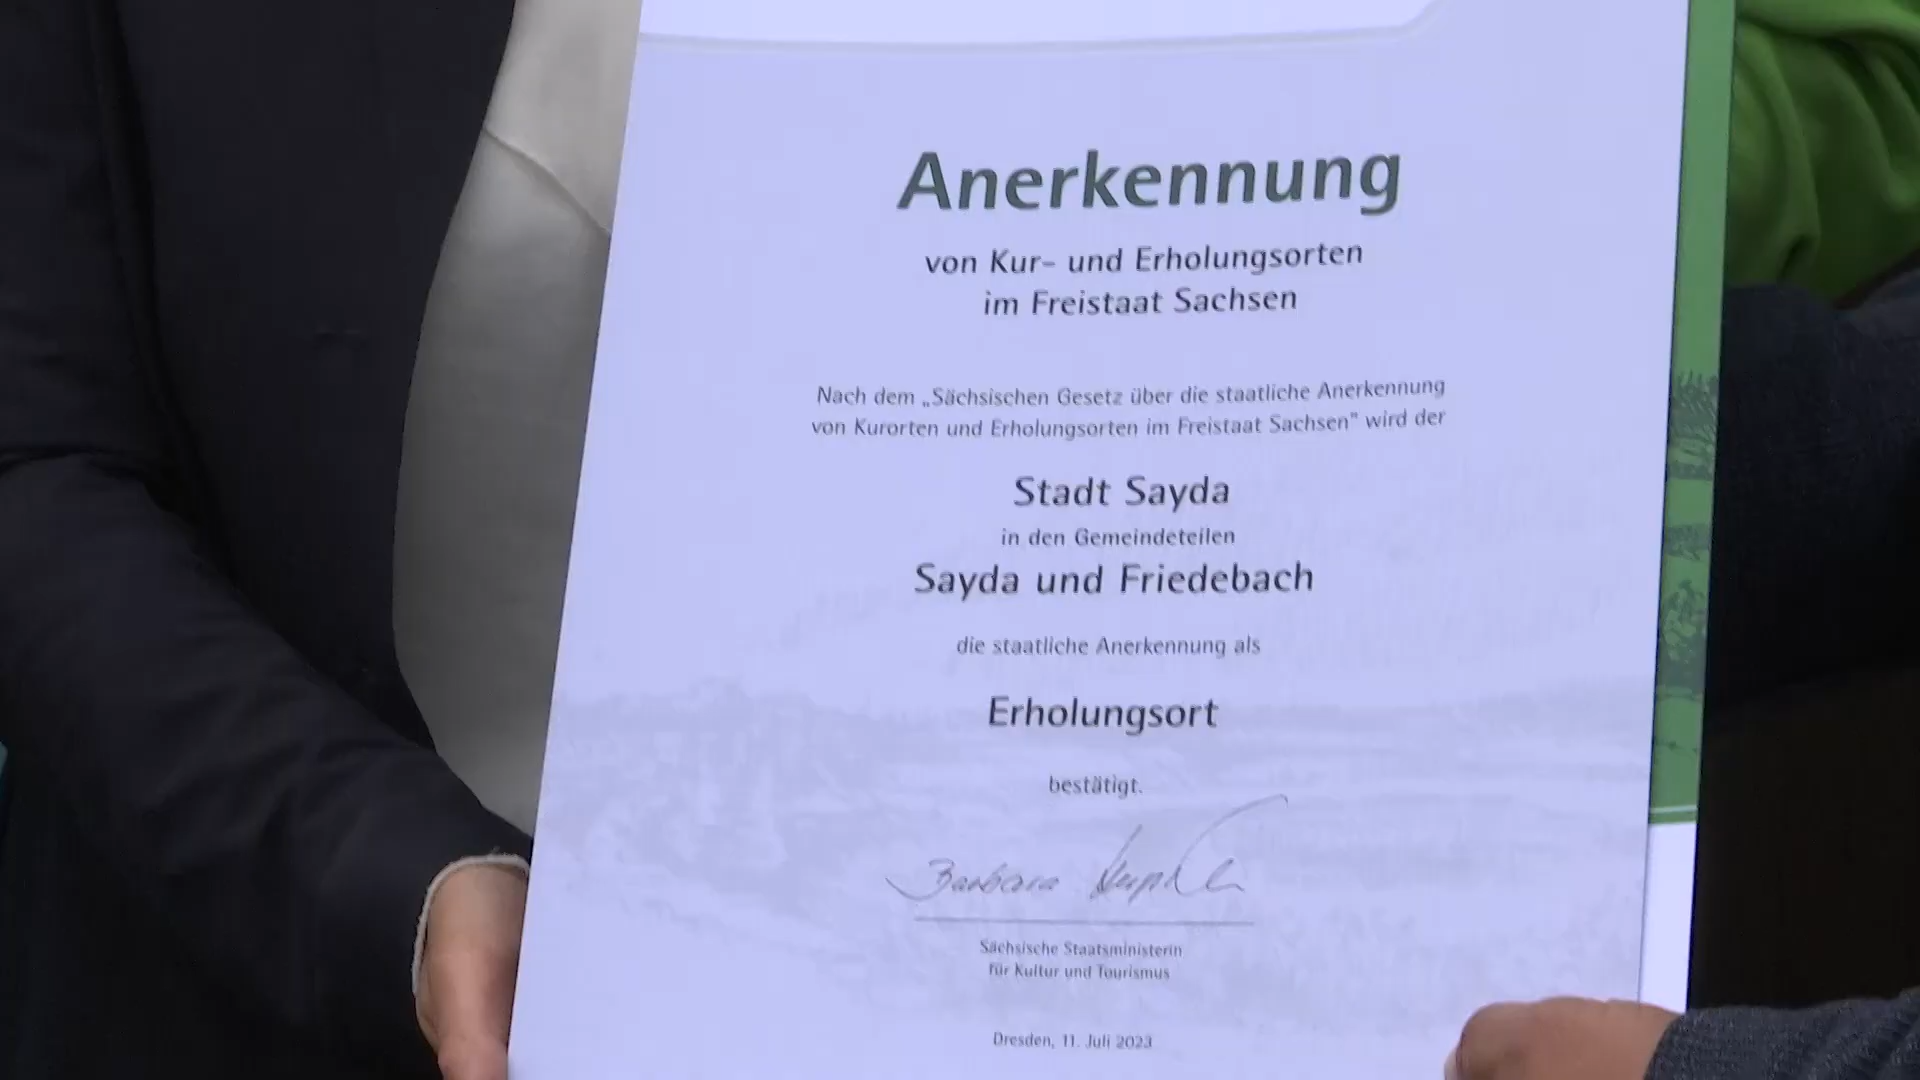 Anerkennung
von Kur- und Erholungsorten
im Freistaat Sachsen
Nach dem „Sächsischen Gesetz über die staatliche Anerkennung
von Kurorten und Erholungsorten im Freistaat Sachsen" wird der
Stadt Sayda
in den Gemeindeteilen
Sayda und Friedebach
die staatliche Anerkennung als
Erholungsort
bestätigt.
Barbara
Sächsische Staatsministerin
für Kultur und Tourismus
Dresden, 11. Juli 2023